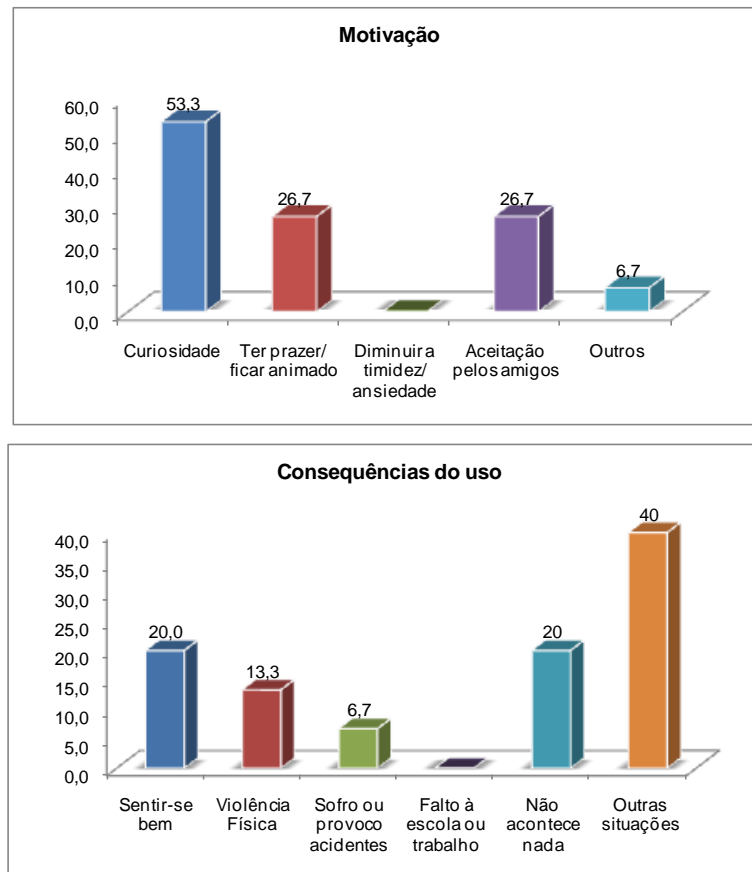 Motivação
60,0
50,0
40,0
30,0
20,0
10,0
0,0
53,3
26,7
26,7
6,7
Curiosidade
Ter prazer/
ficar animado
Diminuir a
timidez/
ansiedade
Aceitação
pelos amigos
Outros
Consequências do uso
40,0
35,0
30,0
25,0
20,0
15,0
10,0
5,0
0,0
20,0
13,3
6,7
20
40
Sentir-se
bem
Violência
Física
Sofro ou
provoco
acidentes
Falto à
escola ou
trabalho
Não
acontece
nada
Outras
situações